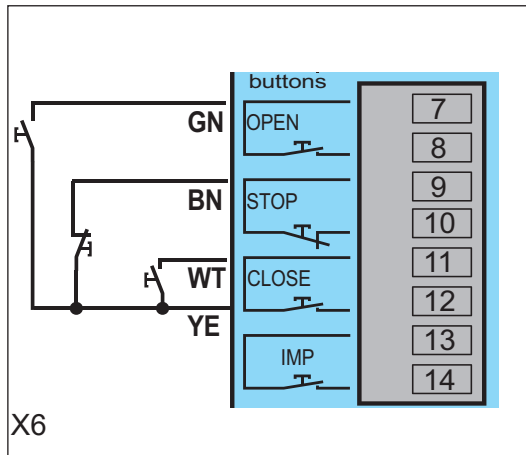 buttons
GN
OPEN
7
8
BN
STOP
9
10
WT
CLOSE
11
12
YE
IMP
13
14
X6